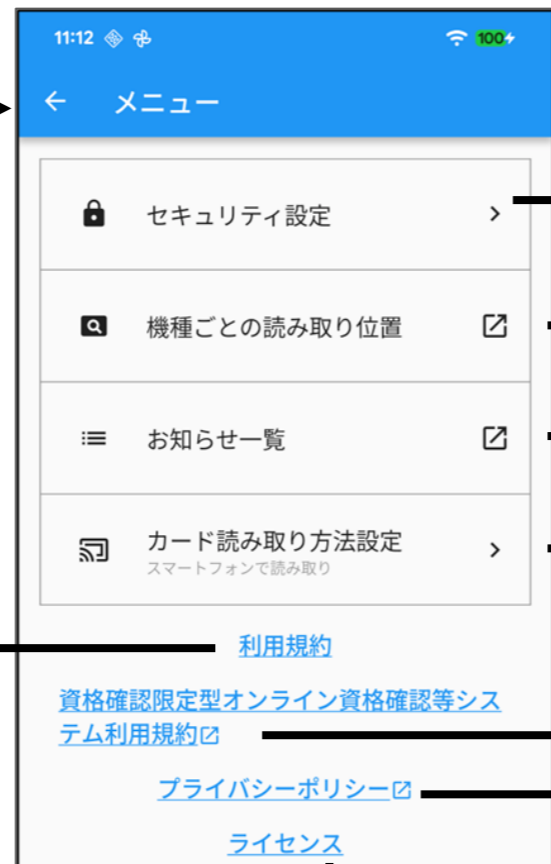 11:12
100
メニュー
セキュリティ設定
機種ごとの読み取り位置
お知らせ一覧
カード読み取り方法設定
スマートフォンで読み取り
利用規約
資格確認限定型オンライン資格確認等シス
テム利用規約
プライバシーポリシー
ライセンス